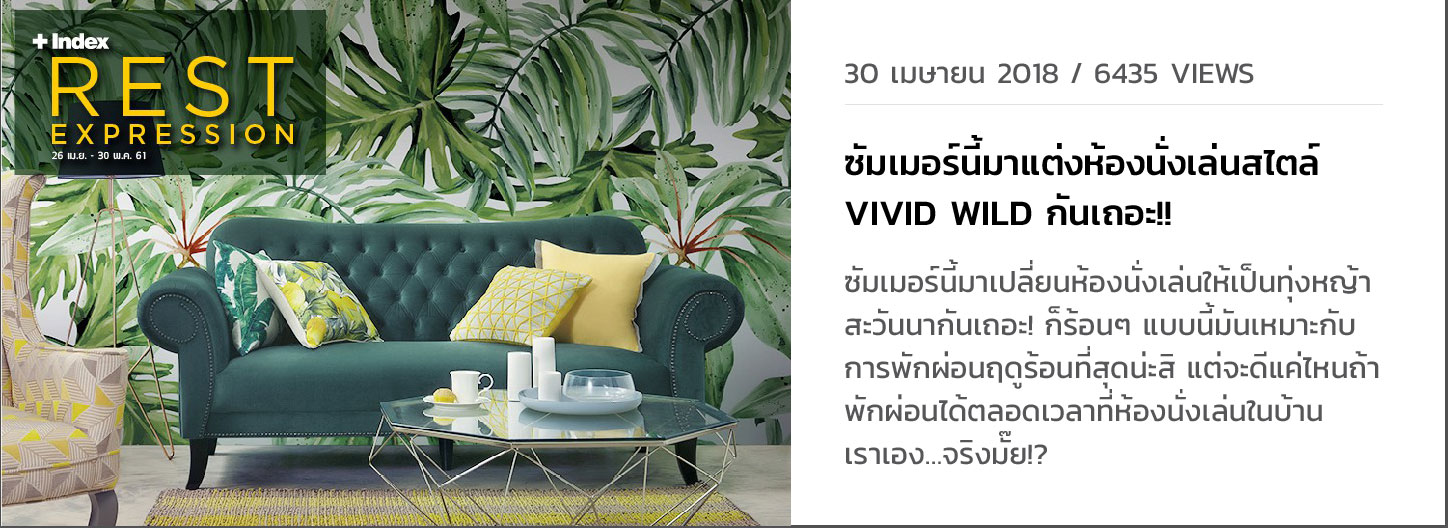 +Index
REST
EXPRESSION
26 เม.ย. - 30 พ.ค. 61
30 เมษายน 2018 / 6435 VIEWS
ซัมเมอร์นี้มาแต่งห้องนั่งเล่นสไตล์
VIVID WILD กันเถอะ!!
ซัมเมอร์นี้มาเปลี่ยนห้องนั่งเล่นให้เป็นทุ่งหญ้า
สะวันนากันเถอะ! ก็ร้อนๆ แบบนี้มันเหมาะกับ
การพักผ่อนฤดูร้อนที่สุดน่ะสิ แต่จะดีแค่ไหนถ้า
พักผ่อนได้ตลอดเวลาที่ห้องนั่งเล่นในบ้าน
เราเอง...จริงมั๊ย!?